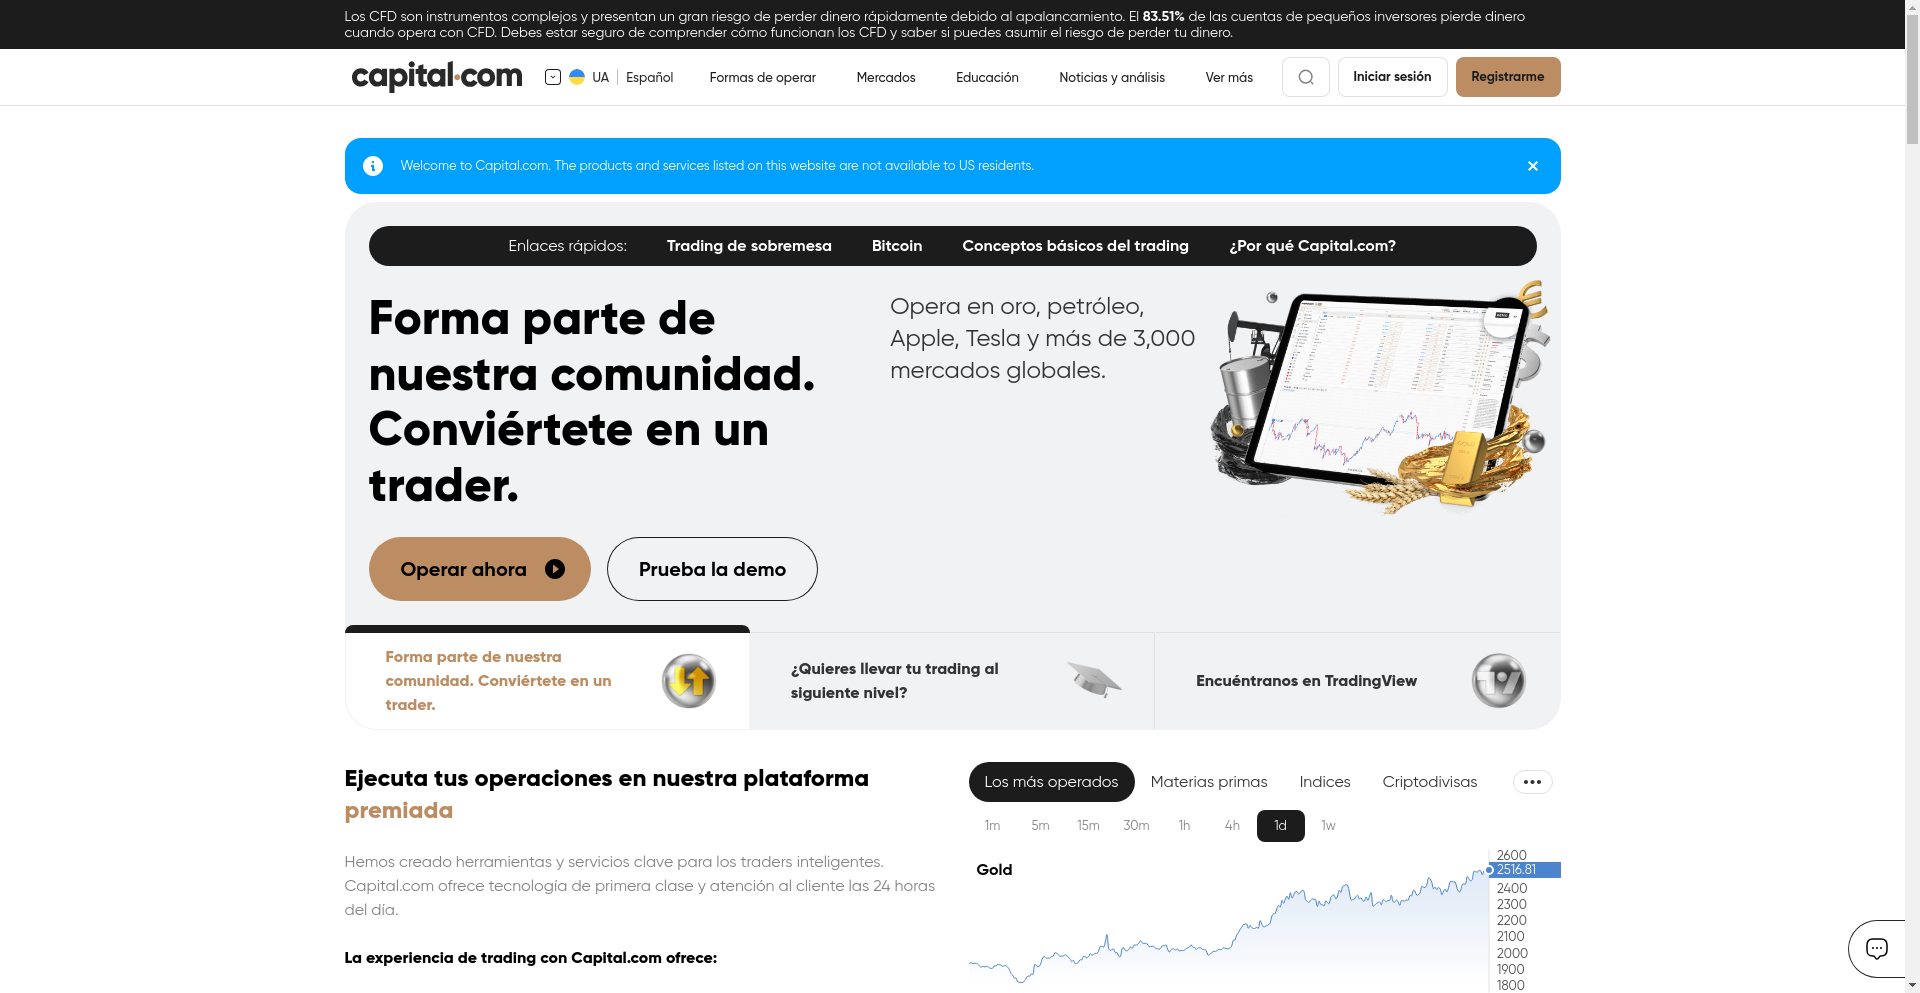 Los CFD son instrumentos complejos y presentan un gran riesgo de perder dinero rápidamente debido al apalancamiento. El 83.51% de las cuentas de pequeños inversores pierde dinero
cuando opera con CFD. Debes estar seguro de comprender cómo funcionan los CFD y saber si puedes asumir el riesgo de perder tu dinero.
capital.com UA Español Formas de operar Mercados Educación Noticias y análisis Ver más Iniciar sesión Registrarme
Welcome to Capital.com. The products and services listed on this website are not available to US residents.
Enlaces rápidos: Trading de sobremesa Bitcoin Conceptos básicos del trading ¿Por qué Capital.com?
Forma parte de
nuestra comunidad.
Conviértete en un
trader.
Opera en oro, petróleo,
Apple, Tesla y más de 3,000
mercados globales.
Operar ahora Prueba la demo
Forma parte de nuestra
comunidad. Conviértete en un
trader.
¿Quieres llevar tu trading al
siguiente nivel?
Encuéntranos en TradingView
Ejecuta tus operaciones en nuestra plataforma
premiada
Hemos creado herramientas y servicios clave para los traders inteligentes.
Capital.com ofrece tecnología de primera clase y atención al cliente las 24 horas
del día.
La experiencia de trading con Capital.com ofrece:
Los más operados Materias primas Indices Criptodivisas
1m 5m 15m 30m 1h 4h 1d 1w
Gold
2600
2516.81
2400
2300
2200
2100
2000
1900
1800